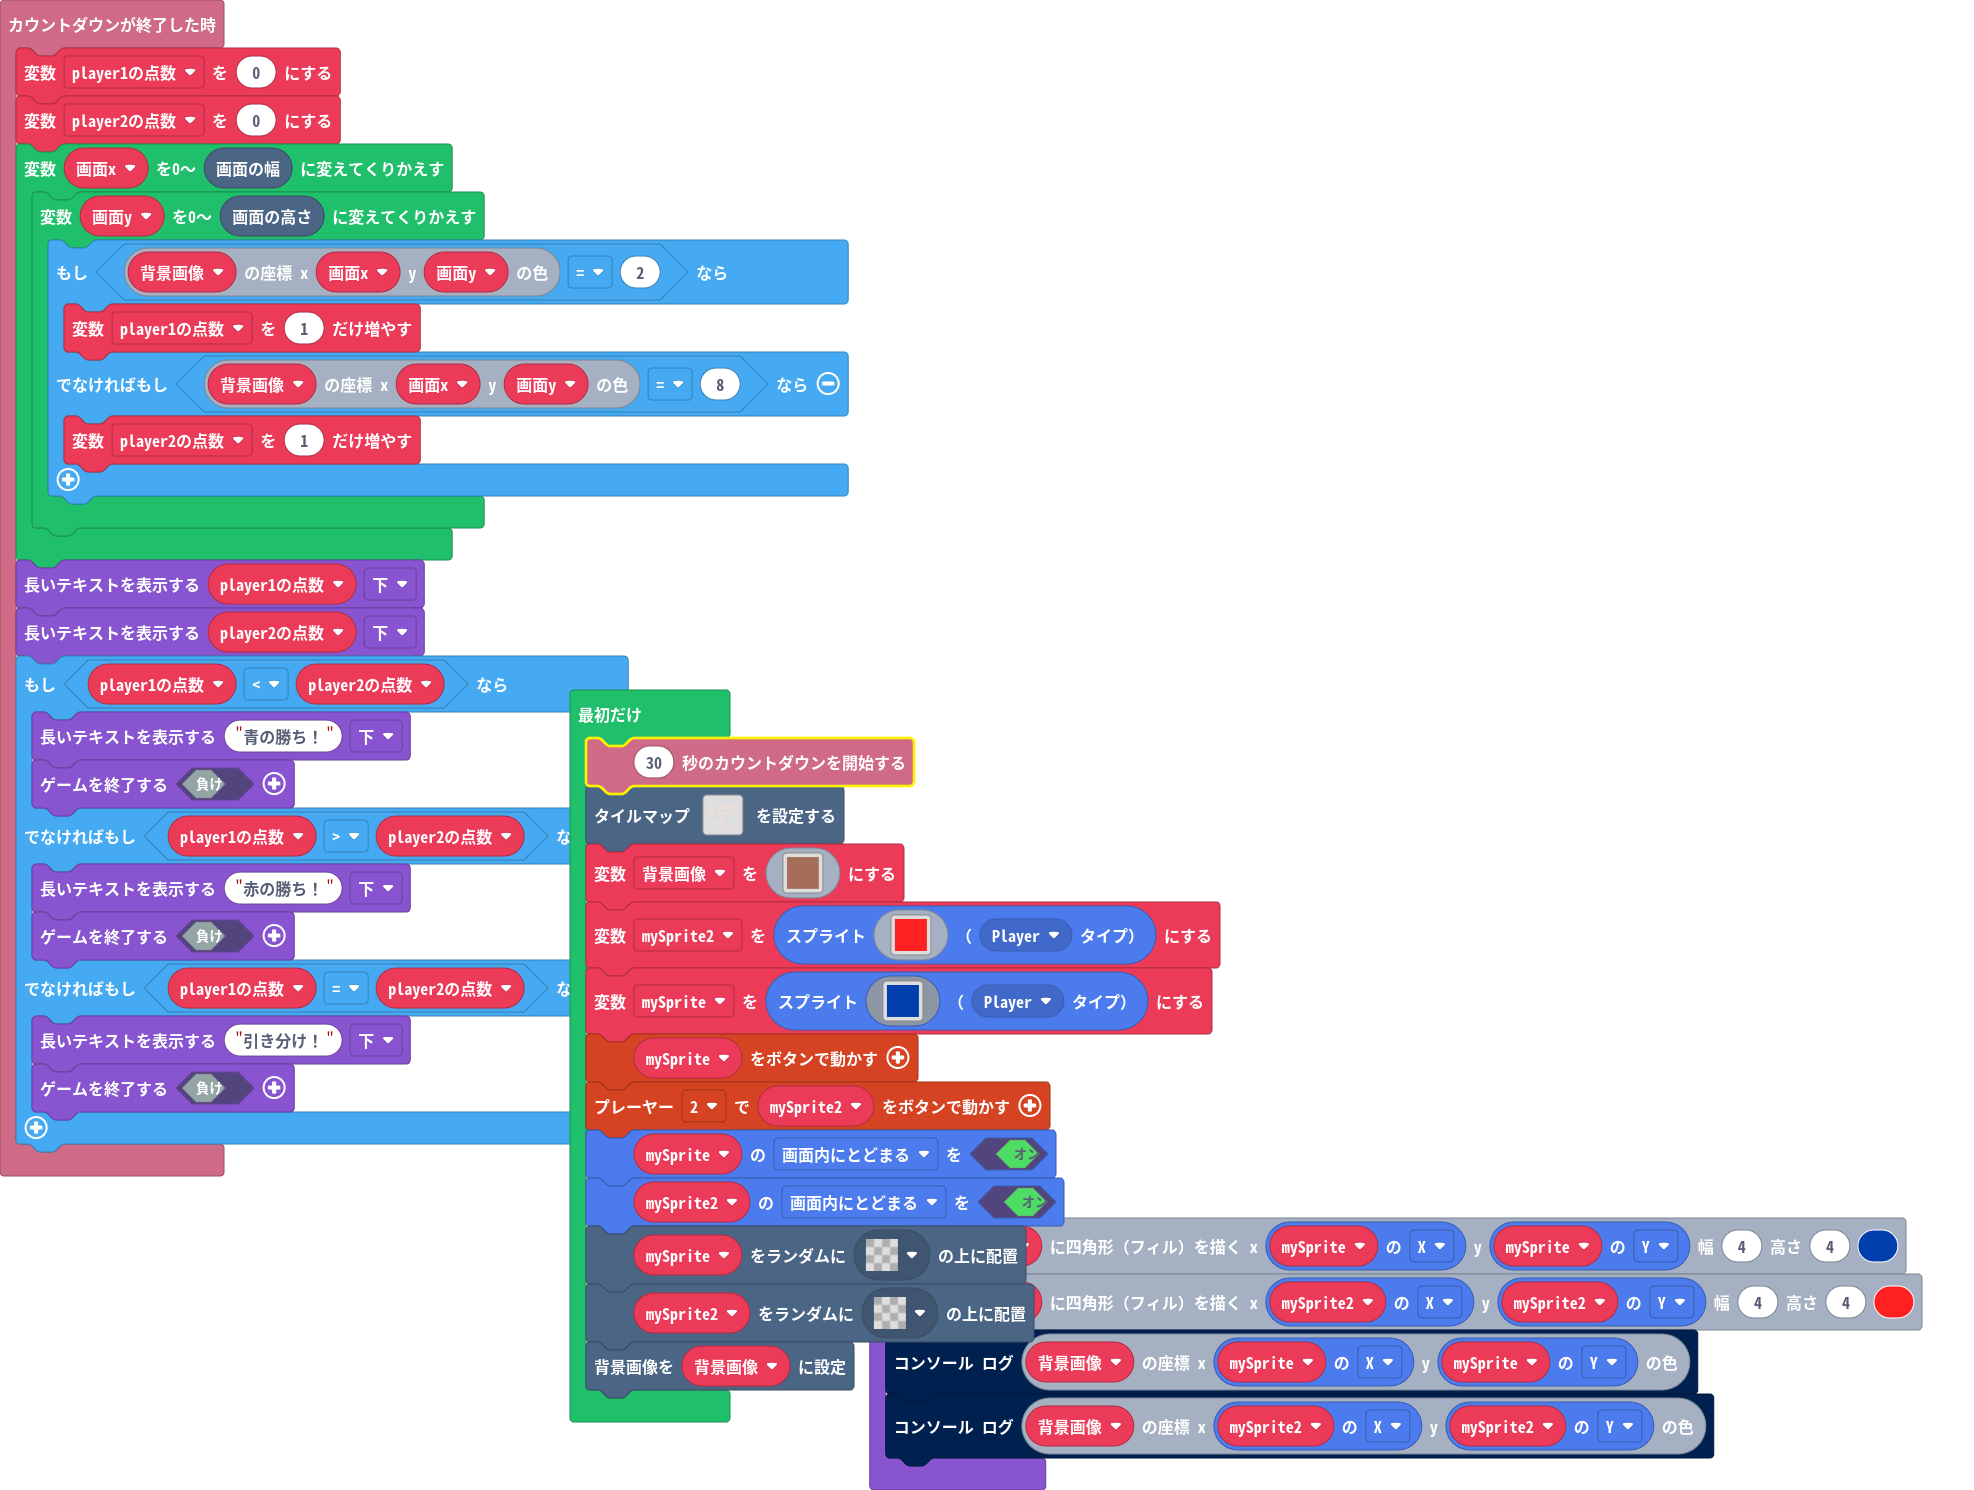 カウントダウンが終了した時
変数 player1の点数 を 0 にする
変数 player2の点数 を 0 にする
変数 画面x を0〜 画面の幅 に変えてくりかえす
変数 画面y を0〜 画面の高さ に変えてくりかえす
もし 背景画像 の座標 x 画面x y 画面y の色 = 2 なら
変数 player1の点数 を 1 だけ増やす
でなければもし 背景画像 の座標 x 画面x y 画面y の色 = 8 なら
変数 player2の点数 を 1 だけ増やす
長いテキストを表示する player1の点数 下
長いテキストを表示する player2の点数 下
もし player1の点数 < player2の点数 なら
長いテキストを表示する "青の勝ち！" 下
ゲームを終了する 負け
でなければもし player1の点数 > player2の点数 な
長いテキストを表示する "赤の勝ち！" 下
ゲームを終了する 負け
でなければもし player1の点数 = player2の点数 な
長いテキストを表示する "引き分け！" 下
ゲームを終了する 負け
最初だけ
30 秒のカウントダウンを開始する
タイルマップ を設定する
変数 背景画像 を にする
変数 mySprite2 を スプライト （ Player タイプ） にする
変数 mySprite を スプライト （ Player タイプ） にする
mySprite をボタンで動かす
プレーヤー 2 で mySprite2 をボタンで動かす
mySprite の 画面内にとどまる を オン
mySprite2 の 画面内にとどまる を オン
mySprite をランダムに の上に配置
mySprite2 をランダムに の上に配置
背景画像を 背景画像 に設定
に四角形（フィル）を描く x mySprite の X y mySprite の Y 幅 4 高さ 4
に四角形（フィル）を描く x mySprite2 の X y mySprite2 の Y 幅 4 高さ 4
コンソール ログ 背景画像 の座標 x mySprite の X y mySprite の Y の色
コンソール ログ 背景画像 の座標 x mySprite2 の X y mySprite2 の Y の色